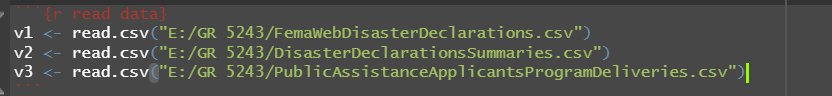 ```{r read data}
v1 <- read.csv("E:/GR 5243/FemaWebDisasterDeclarations.csv")
v2 <- read.csv("E:/GR 5243/DisasterDeclarationsSummaries.csv")
v3 <- read.csv("E:/GR 5243/PublicAssistanceApplicantsProgramDeliveries.csv")
```